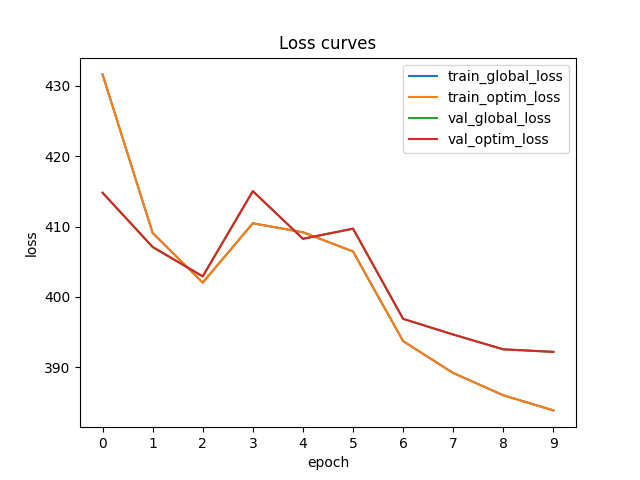 Loss curves
train_global_loss
train_optim_loss
val_global_loss
val_optim_loss
430
420
410
400
390
loss
0 1 2 3 4 5 6 7 8 9
epoch